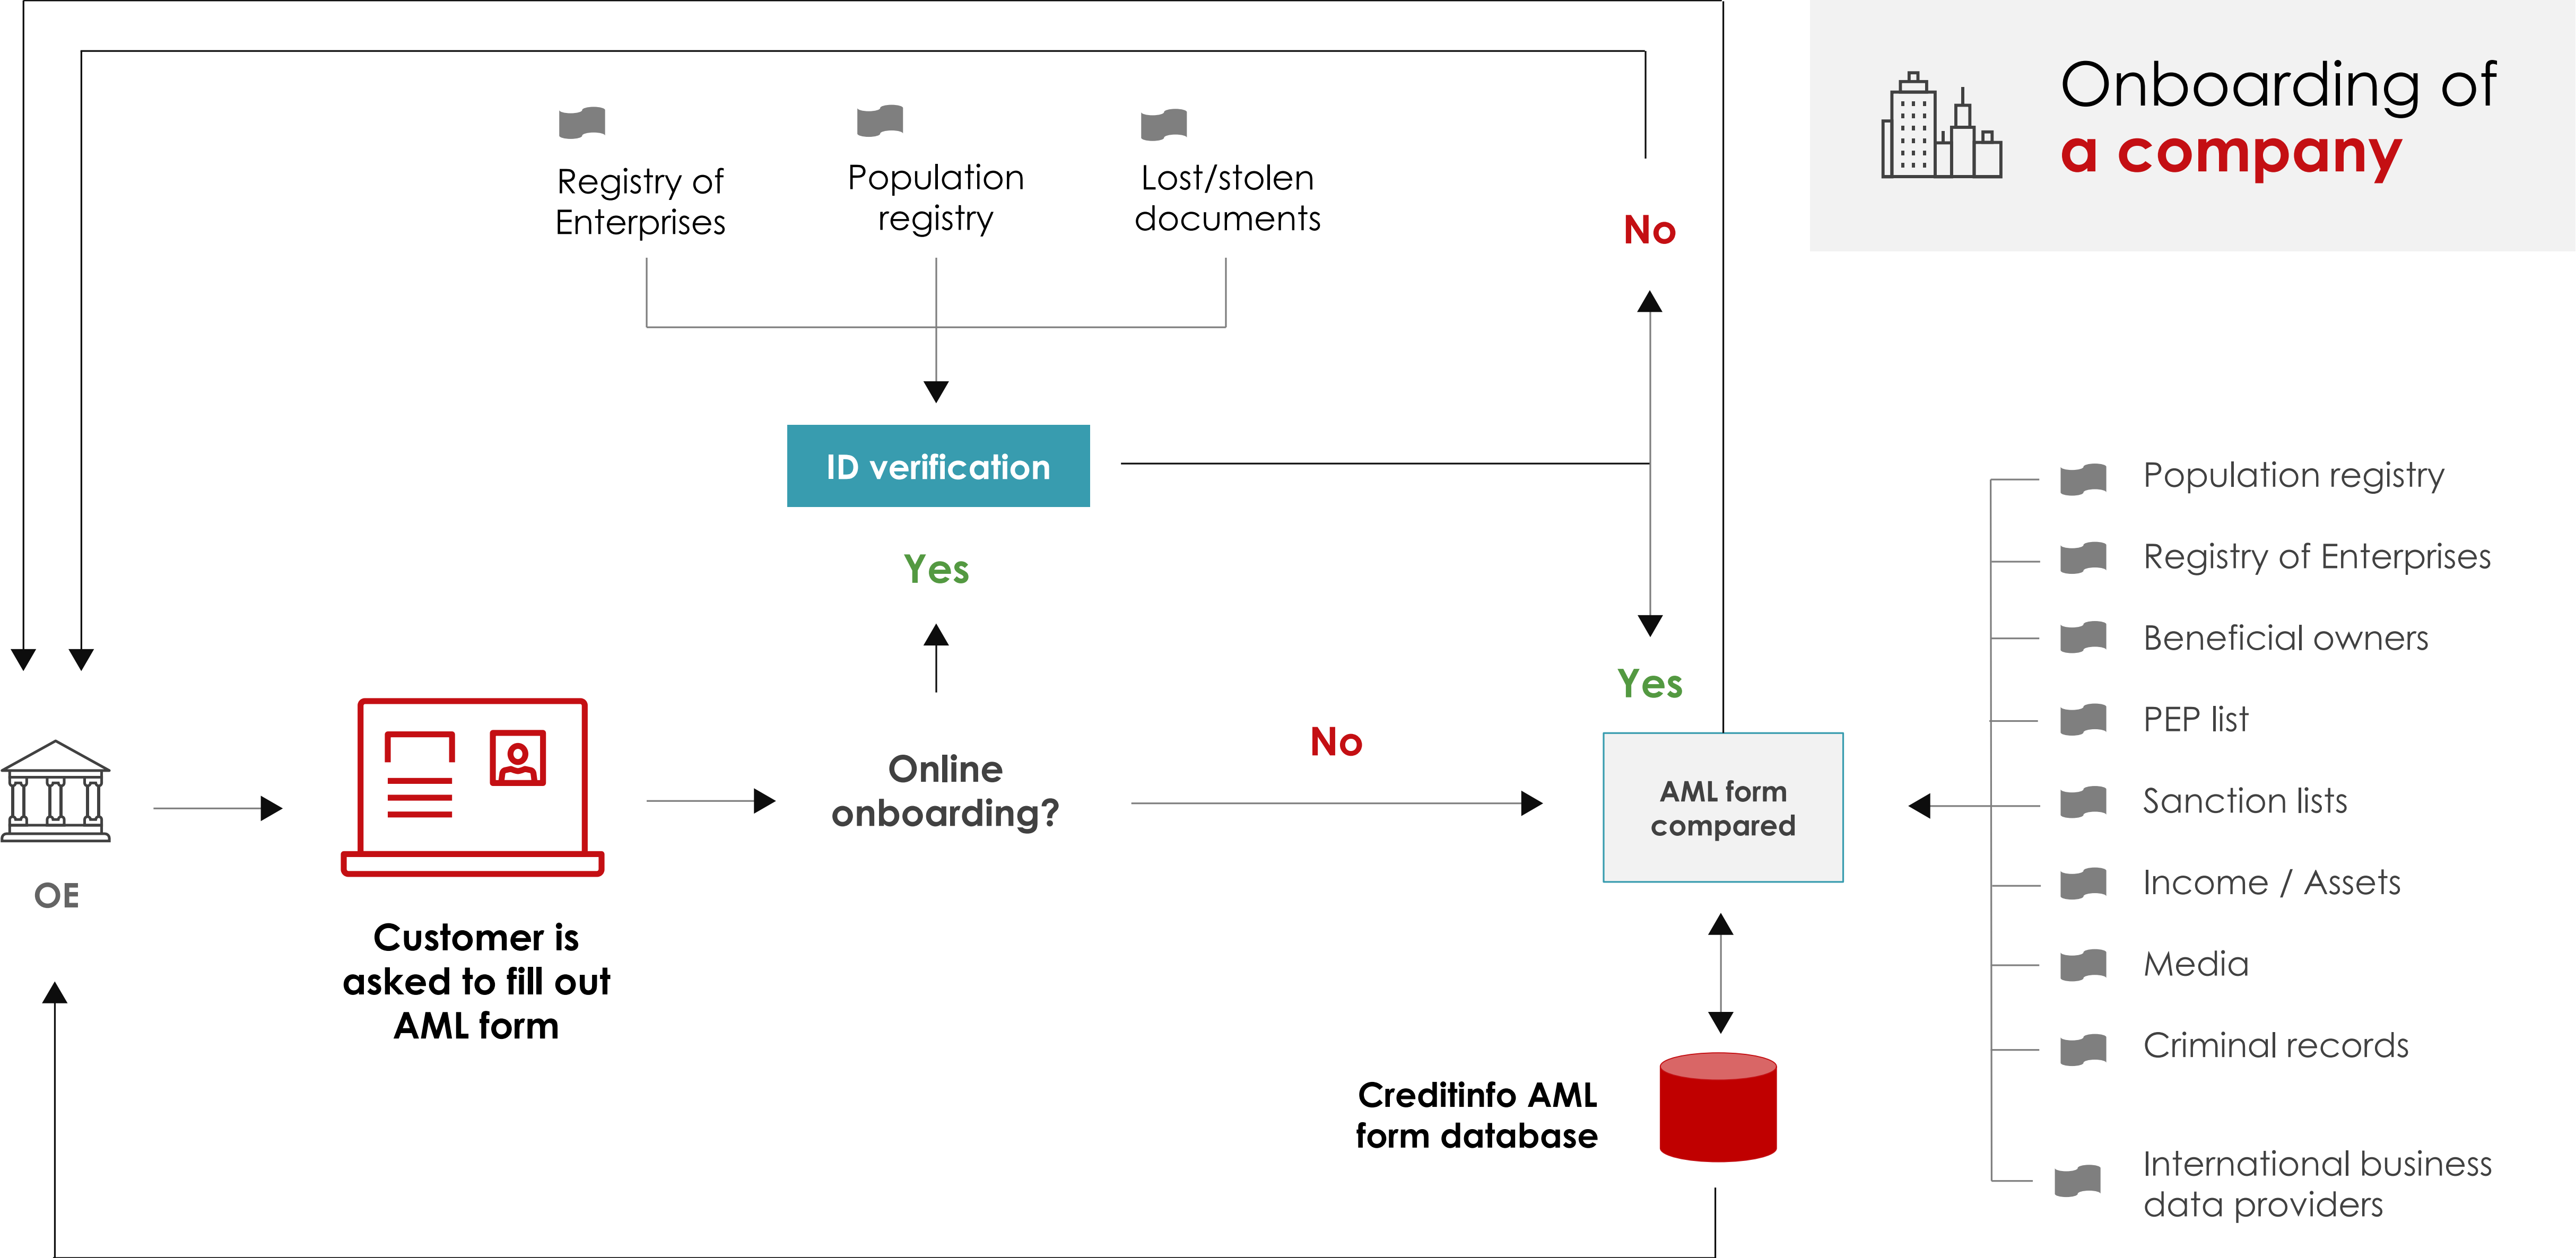 Onboarding of
a company
Registry of
Enterprises
Population
registry
Lost/stolen
documents
No
ID verification
Yes
Yes
No
Online
onboarding?
AML form
compared
OE
Customer is
asked to fill out
AML form
Creditinfo AML
form database
Population registry
Registry of Enterprises
Beneficial owners
PEP list
Sanction lists
Income / Assets
Media
Criminal records
International business
data providers